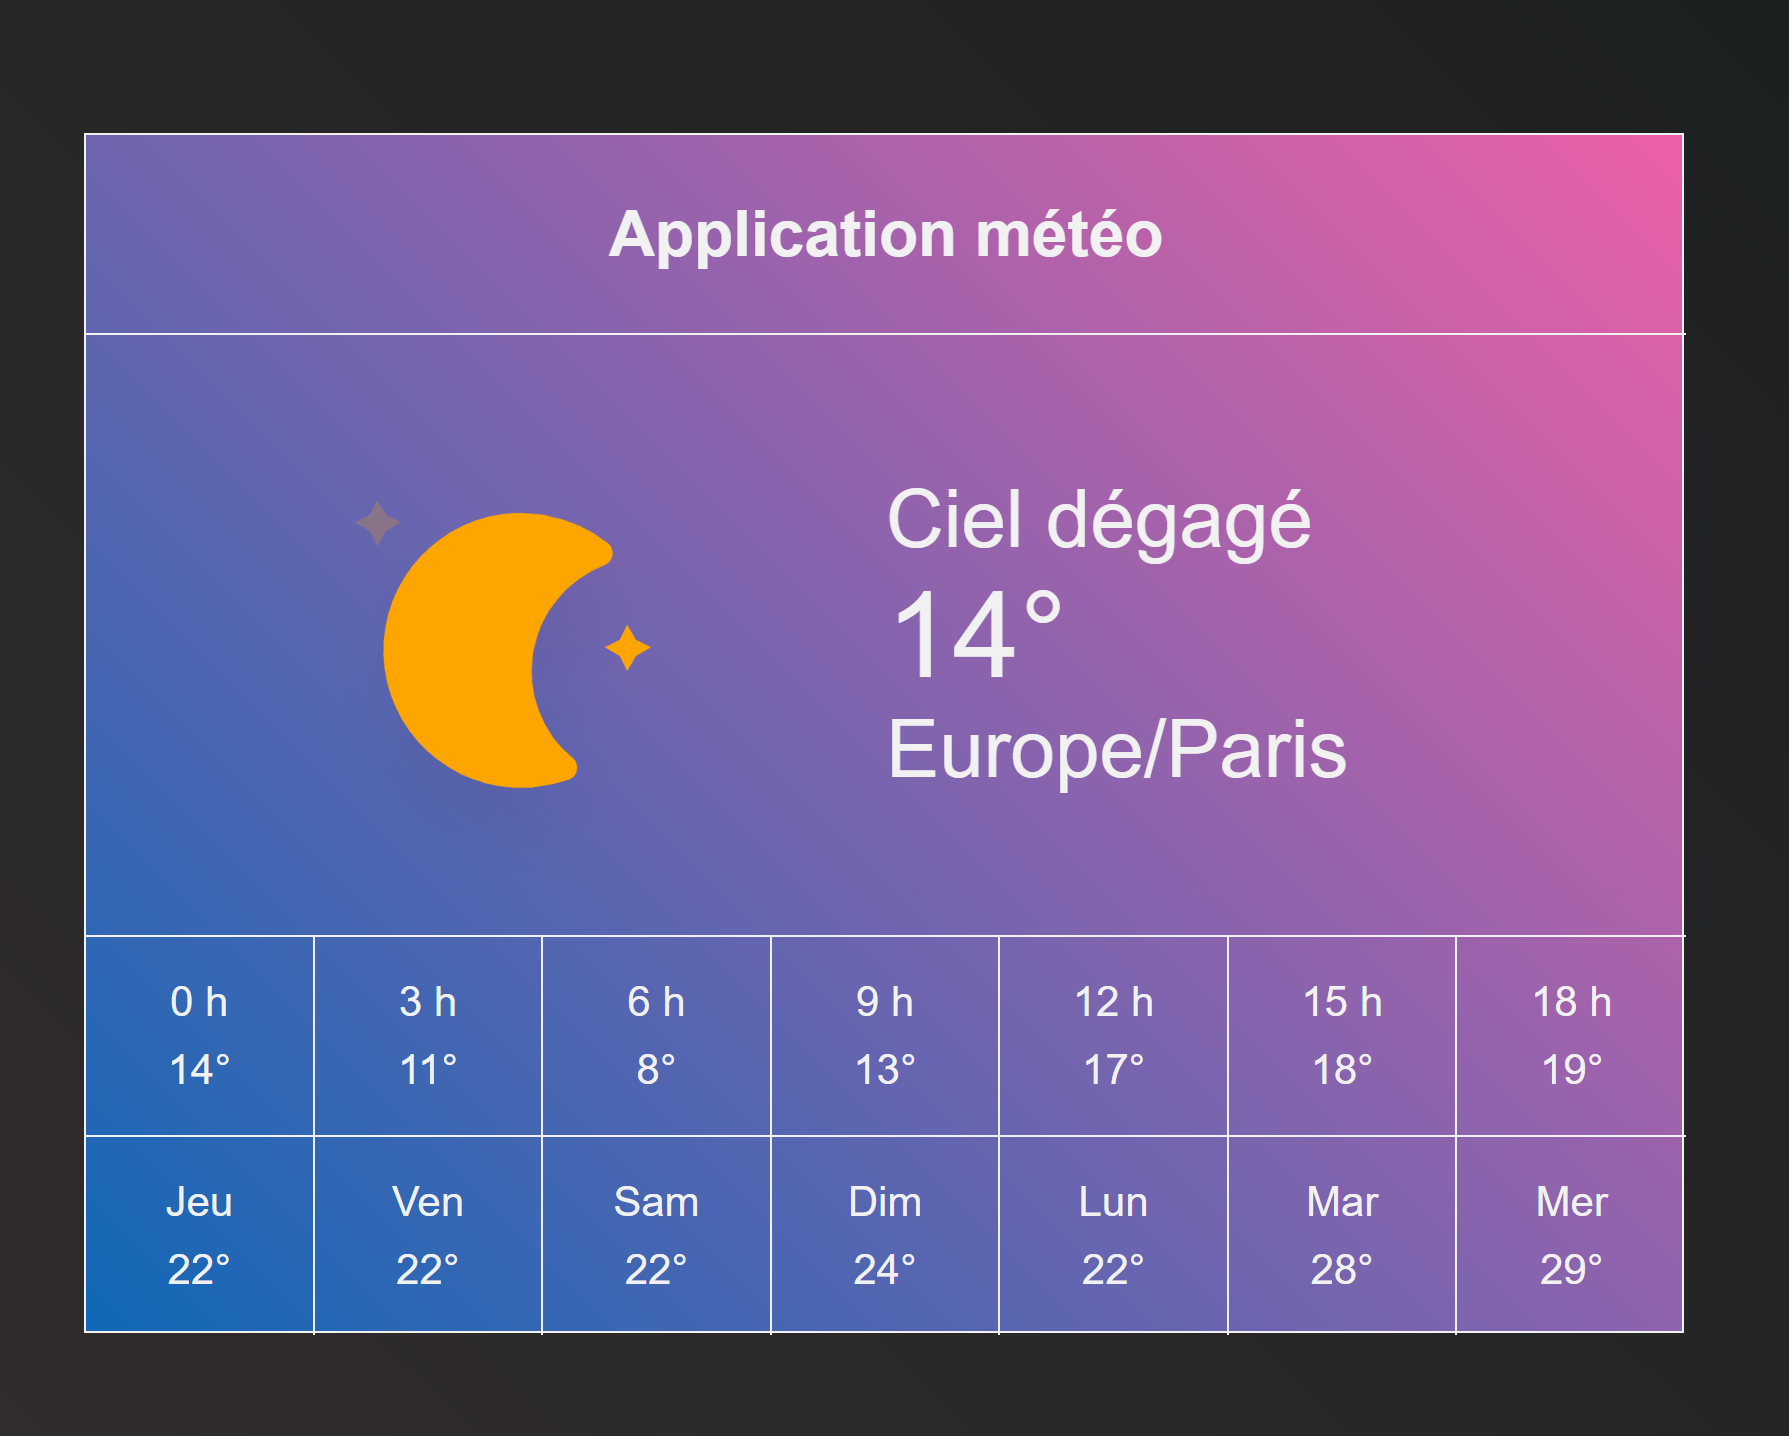 Application météo
Ciel dégagé
14°
Europe/Paris
0 h 3 h 6 h 9 h 12 h 15 h 18 h
14° 11° 8° 13° 17° 18° 19°
Jeu Ven Sam Dim Lun Mar Mer
22° 22° 22° 24° 22° 28° 29°